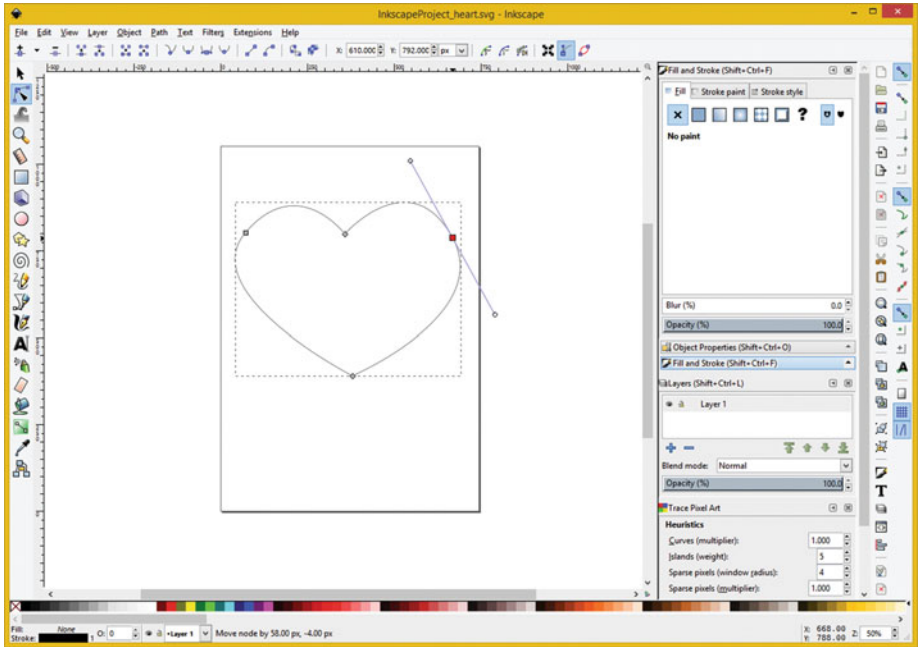 InkscapeProject_heart.svg - Inkscape
File Edit View Layer Object Path Text Filters Extensions Help
X: 610.000 Y: 792.000 px
Fill and Stroke (Shift+Ctrl+F)
Fill Stroke paint Stroke style
?
No paint
Blur (%) 0.0
Opacity (%) 100.0
Object Properties (Shift+Ctrl+O)
Fill and Stroke (Shift+Ctrl+F)
Layers (Shift+Ctrl+L)
Layer 1
Blend mode: Normal
Opacity (%) 100.0
Trace Pixel Art
Heuristics
Curves (multiplier): 1.000
Islands (weight): 5
Sparse pixels (window radius): 4
Sparse pixels (multiplier): 1.000
Fill: None
Stroke: 1 O: 0 •Layer 1 Move node by 58.00 px, -4.00 px
X: 668.00
Y: 788.00 Z: 50%